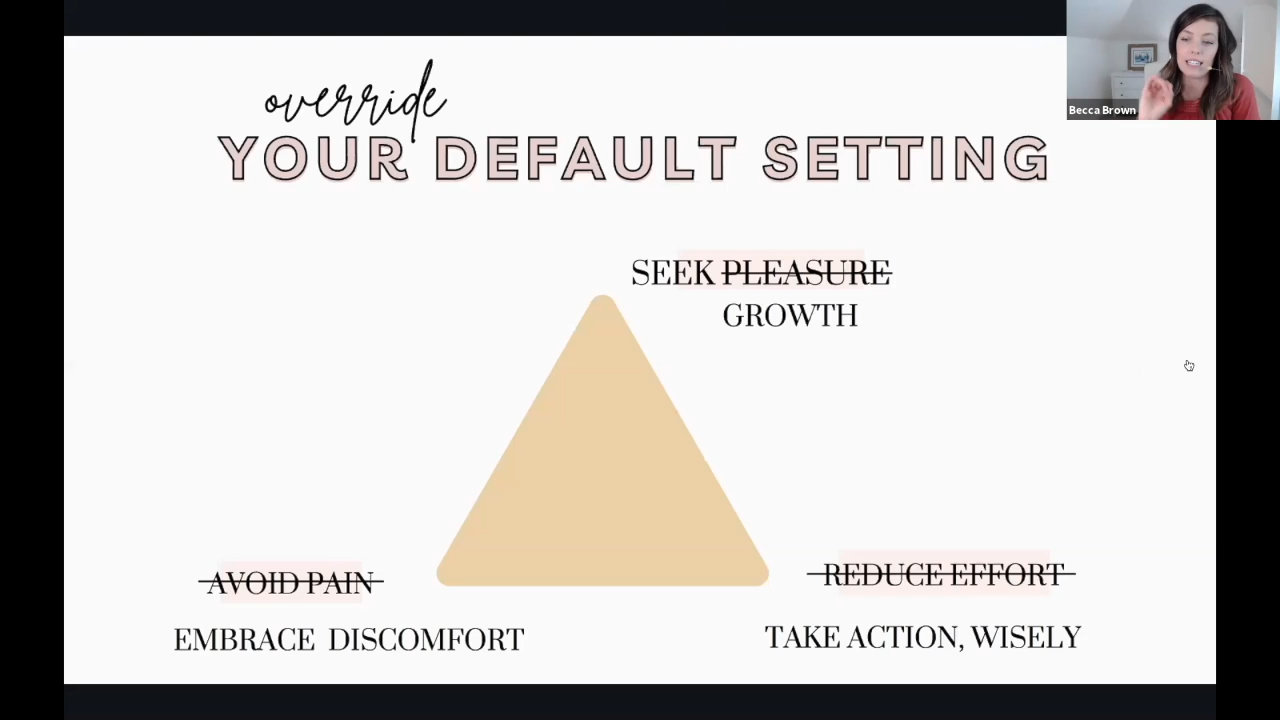 Becca Brown
override
YOUR DEFAULT SETTING
SEEK PLEASURE
GROWTH
AVOID PAIN
EMBRACE DISCOMFORT
REDUCE EFFORT
TAKE ACTION, WISELY